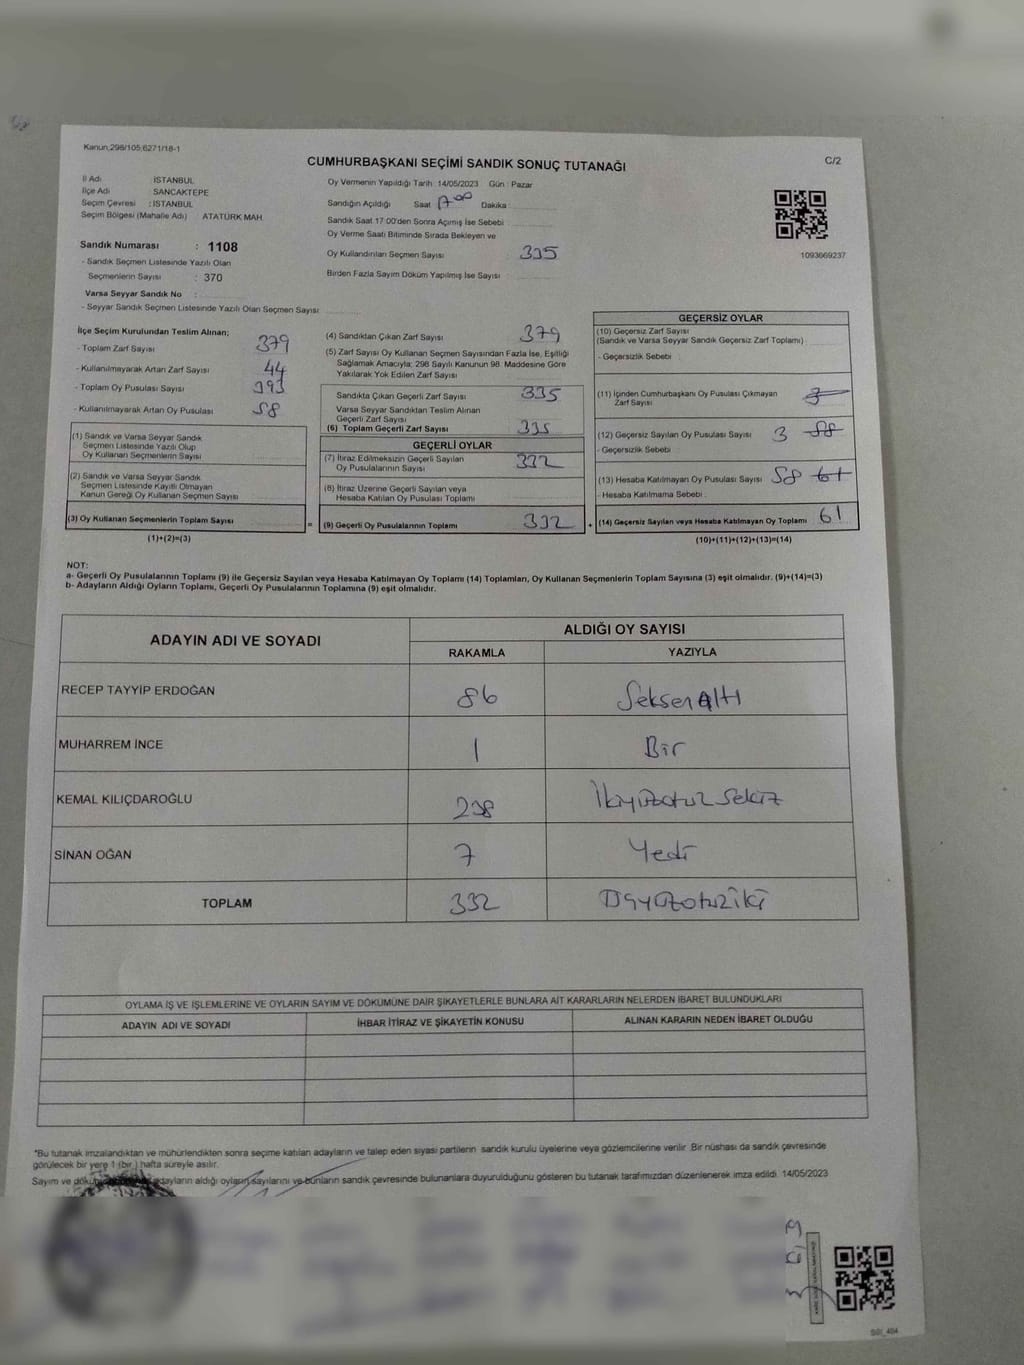 Kanun,298/105,6271/18-1
CUMHURBAŞKANI SEÇİMİ SANDIK SONUÇ TUTANAĞI
C/2
İl Adı : İSTANBUL
İlçe Adı : SANCAKTEPE
Seçim Çevresi : İSTANBUL
Seçim Bölgesi (Mahalle Adı) : ATATÜRK MAH.
Sandık Numarası : 1108
- Sandık Seçmen Listesinde Yazılı Olan
Seçmenlerin Sayısı : 370
Varsa Seyyar Sandık No :
- Seyyar Sandık Seçmen Listesinde Yazılı Olan Seçmen Sayısı
Oy Vermenin Yapıldığı Tarih :14/05/2023 Gün : Pazar
Sandığın Açıldığı Saat 17 00 Dakika :
Sandık Saat 17:00'den Sonra Açımış İse Sebebi
Oy Verme Saati Bitiminde Sırada Bekleyen ve
Oy Kullandırılan Seçmen Sayısı : 335
Birden Fazla Sayım Döküm Yapılmış İse Sayısı :
1093669237
İlçe Seçim Kurulundan Teslim Alınan;
- Toplam Zarf Sayısı : 379
- Kullanılmayarak Artan Zarf Sayısı : 44
- Toplam Oy Pusulası Sayısı : 393
- Kullanılmayarak Artan Oy Pusulası : 58
(1) Sandık ve Varsa Seyyar Sandık
Seçmen Listesinde Yazılı Olup
Oy Kullanan Seçmenlerin Sayısı :
(2) Sandık ve Varsa Seyyar Sandık
Seçmen Listesinde Kayıtlı Olmayan
Kanun Gereği Oy Kullanan Seçmen Sayısı :
(3) Oy Kullanan Seçmenlerin Toplam Sayısı :
(1)+(2)=(3)
=
(4) Sandıktan Çıkan Zarf Sayısı : 379
(5) Zarf Sayısı Oy Kullanan Seçmen Sayısından Fazla İse, Eşitliği
Sağlamak Amacıyla; 298 Sayılı Kanunun 98. Maddesine Göre
Yakılarak Yok Edilen Zarf Sayısı :
Sandıkta Çıkan Geçerli Zarf Sayısı : 335
Varsa Seyyar Sandıktan Teslim Alınan
Geçerli Zarf Sayısı :
(6) Toplam Geçerli Zarf Sayısı : 335
GEÇERLİ OYLAR
(7) İtiraz Edilmeksizin Geçerli Sayılan
Oy Pusulalarının Sayısı : 332
(8) İtiraz Üzerine Geçerli Sayılan veya
Hesaba Katılan Oy Pusulası Toplamı :
(9) Geçerli Oy Pusulalarının Toplamı : 332
+
GEÇERSİZ OYLAR
(10) Geçersiz Zarf Sayısı
(Sandık ve Varsa Seyyar Sandık Geçersiz Zarf Toplamı) :
- Geçersizlik Sebebi :
(11) İçinden Cumhurbaşkanı Oy Pusulası Çıkmayan
Zarf Sayısı : 3
(12) Geçersiz Sayılan Oy Pusulası Sayısı : 3 58
- Geçersizlik Sebebi :
(13) Hesaba Katılmayan Oy Pusulası Sayısı : 58 61
- Hesaba Katılmama Sebebi :
(14) Geçersiz Sayılan veya Hesaba Katılmayan Oy Toplamı : 61
(10)+(11)+(12)+(13)=(14)
NOT:
a- Geçerli Oy Pusulalarının Toplamı (9) ile Geçersiz Sayılan veya Hesaba Katılmayan Oy Toplamı (14) Toplamları, Oy Kullanan Seçmenlerin Toplam Sayısına (3) eşit olmalıdır. (9)+(14)=(3)
b- Adayların Aldığı Oyların Toplamı, Geçerli Oy Pusulalarının Toplamına (9) eşit olmalıdır.
ADAYIN ADI VE SOYADI
ALDIĞI OY SAYISI
RAKAMLA YAZIYLA
RECEP TAYYİP ERDOĞAN 86 Seksen Altı
MUHARREM İNCE 1 Bir
KEMAL KILIÇDAROĞLU 238 İkiyüzotuz Sekiz
SİNAN OĞAN 7 Yedi
TOPLAM 332 Üçyüzotuziki
OYLAMA İŞ VE İŞLEMLERİNE VE OYLARIN SAYIM VE DÖKÜMÜNE DAİR ŞİKAYETLERLE BUNLARA AİT KARARLARIN NELERDEN İBARET BULUNDUKLARI
ADAYIN ADI VE SOYADI İHBAR İTİRAZ VE ŞİKAYETİN KONUSU ALINAN KARARIN NEDEN İBARET OLDUĞU
*Bu tutanak imzalandıktan ve mühürlendikten sonra seçime katılan adayların ve talep eden siyasi partilerin sandık kurulu üyelerine veya gözlemcilerine verilir. Bir nüshası da sandık çevresinde
görülecek bir yere 1 (bir ) hafta süreyle asılır.
Sayım ve adayların aldığı oyların sayılarını ve bunların sandık çevresinde bulunanlara duyurulduğunu gösteren bu tutanak tarafımızdan düzenlenerek imza edildi. 14/05/2023